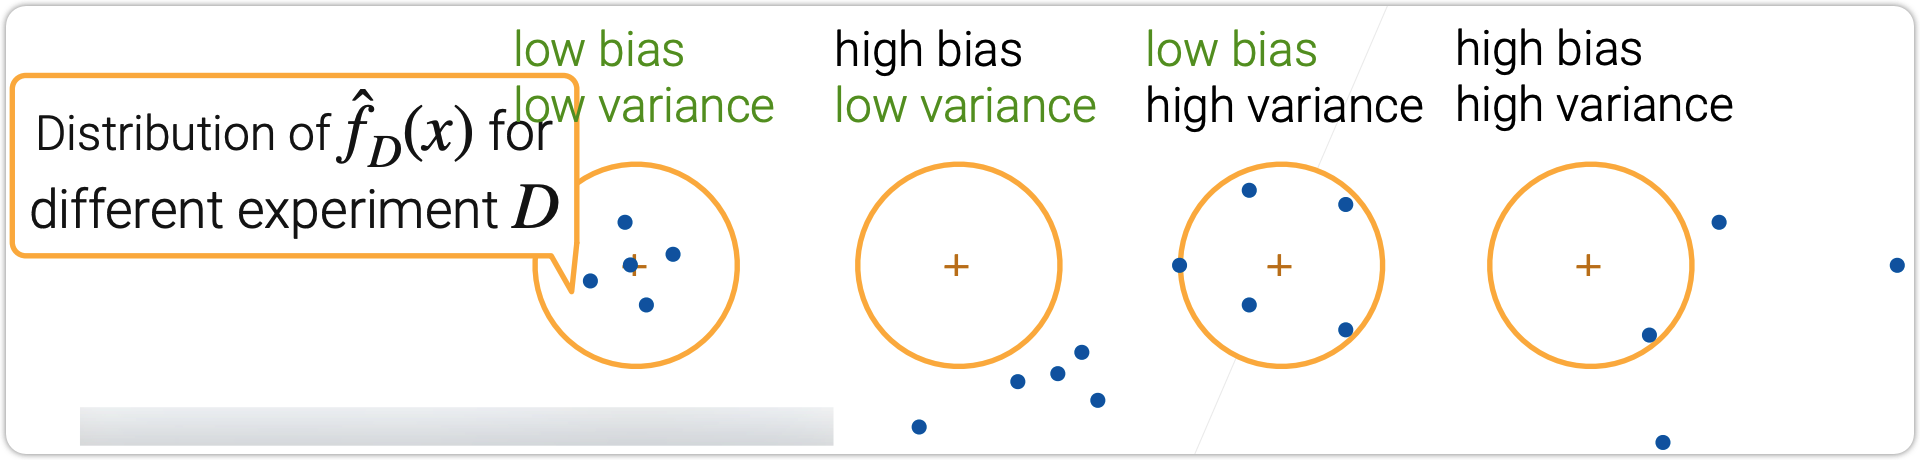 low bias
low variance
high bias
low variance
low bias
high variance
high bias
high variance
Distribution of f̂_D(x) for
different experiment D